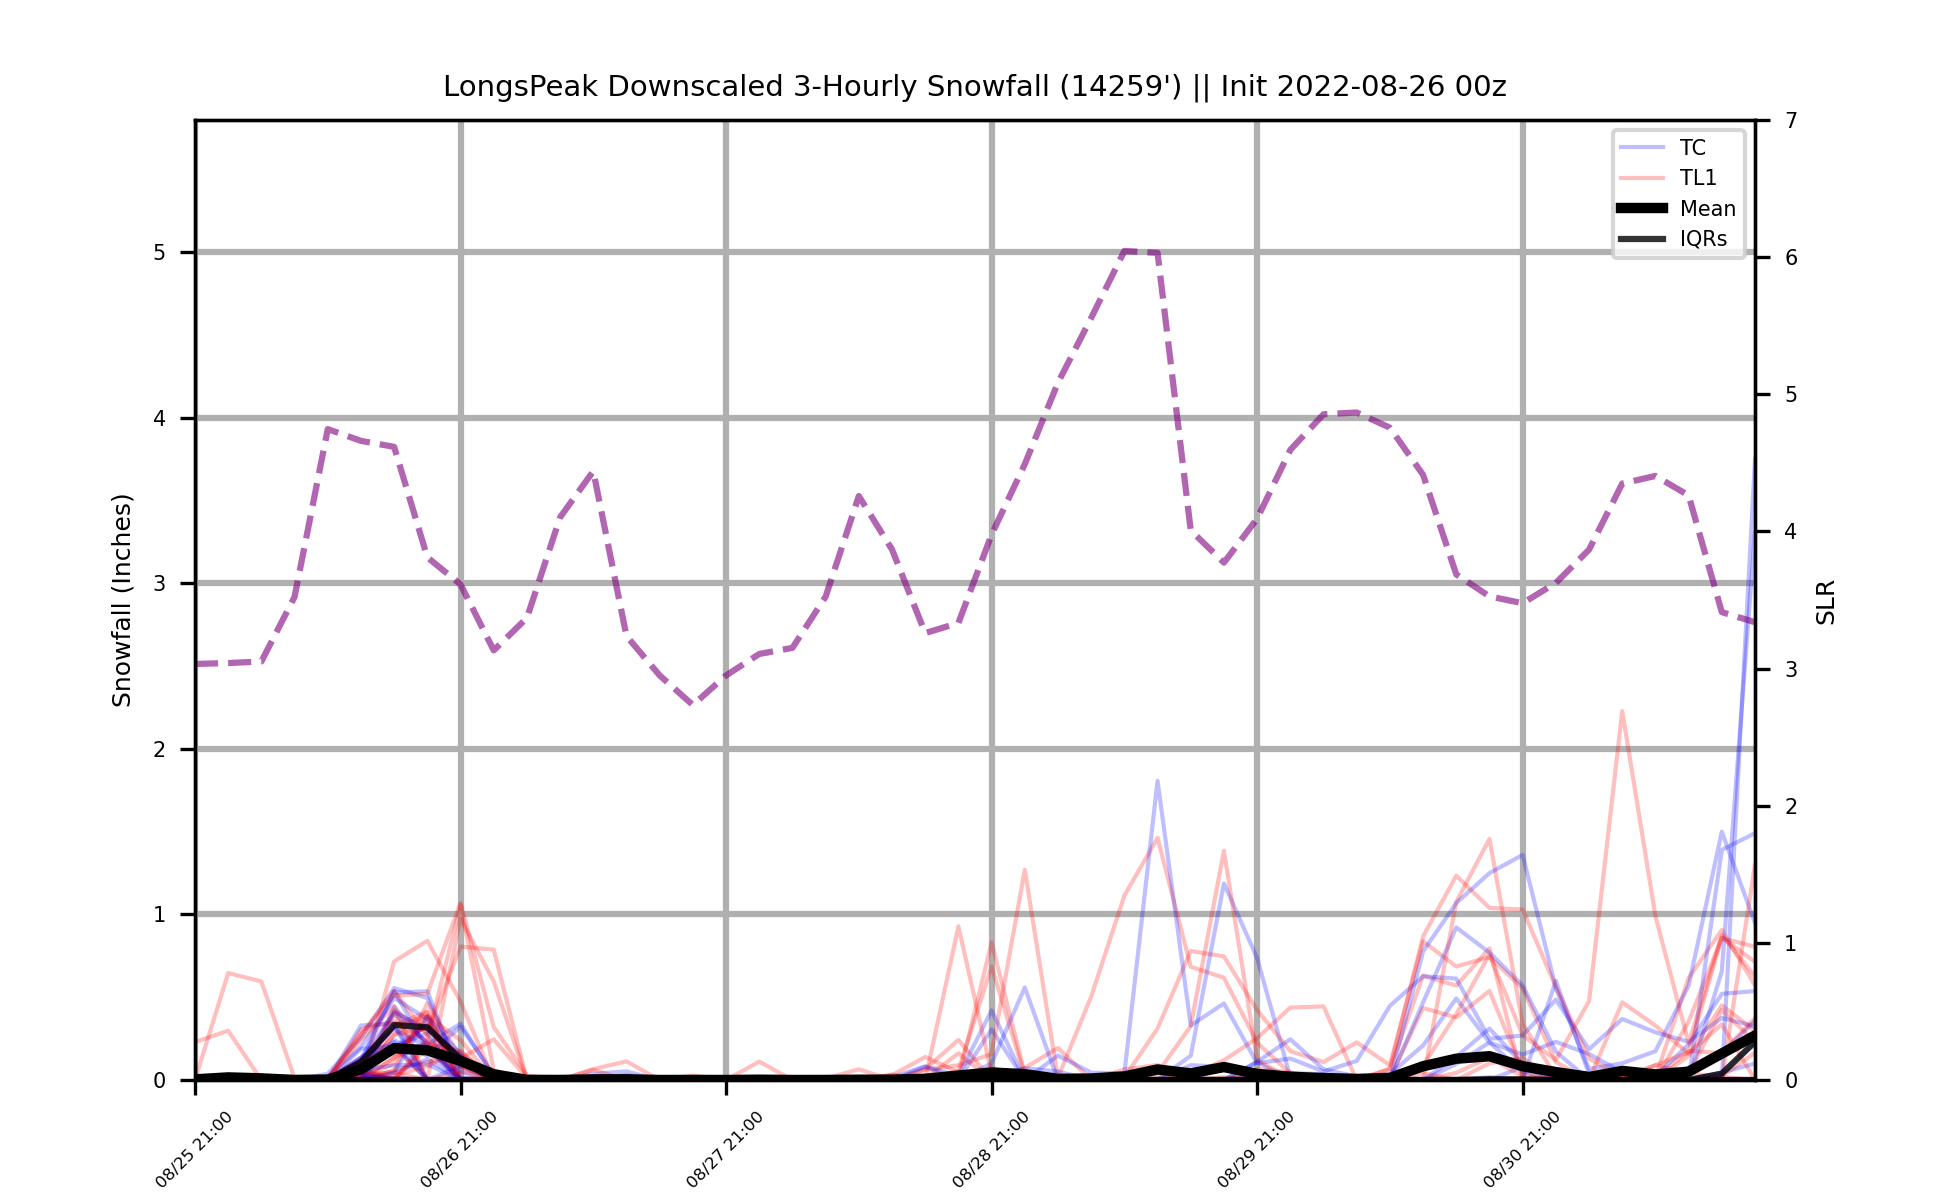 LongsPeak Downscaled 3-Hourly Snowfall (14259') || Init 2022-08-26 00z
TC
TL1
Mean
IQRs
Snowfall (Inches)
5
4
3
2
1
0
SLR
7
6
5
4
3
2
1
0
08/25 21:00
08/26 21:00
08/27 21:00
08/28 21:00
08/29 21:00
08/30 21:00